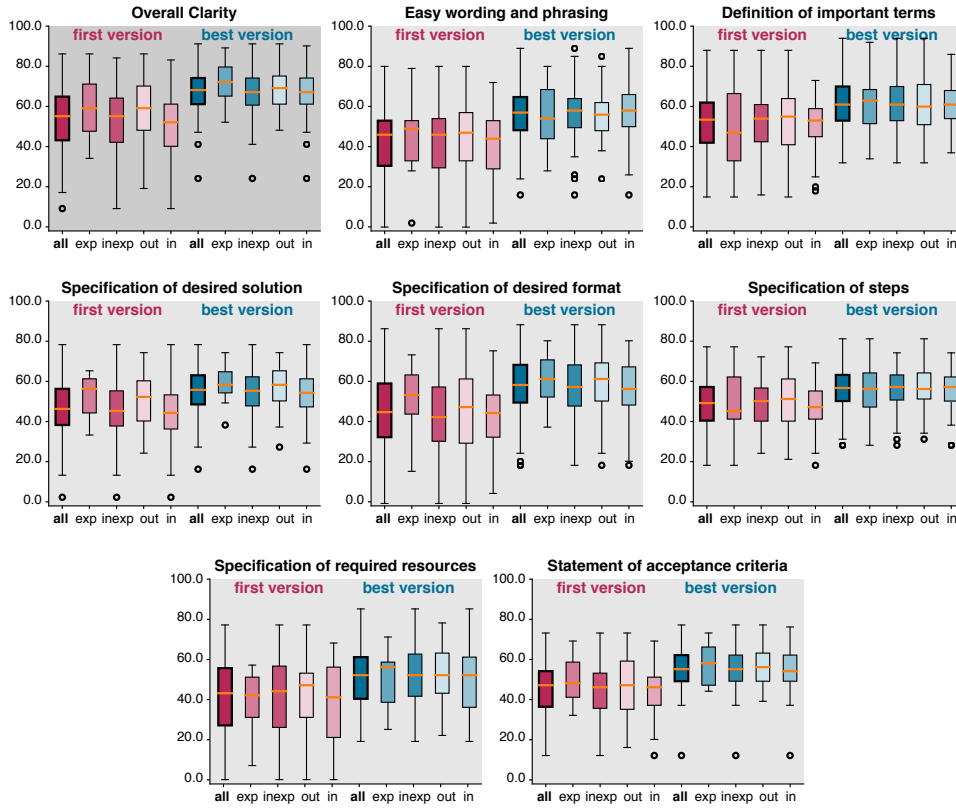 Overall Clarity
first version best version
100.0
80.0
60.0
40.0
20.0
0.0
all exp inexp out in all exp inexp out in
Easy wording and phrasing
first version best version
100.0
80.0
60.0
40.0
20.0
0.0
all exp inexp out in all exp inexp out in
Definition of important terms
first version best version
100.0
80.0
60.0
40.0
20.0
0.0
all exp inexp out in all exp inexp out in
Specification of desired solution
first version best version
100.0
80.0
60.0
40.0
20.0
0.0
all exp inexp out in all exp inexp out in
Specification of desired format
first version best version
100.0
80.0
60.0
40.0
20.0
0.0
all exp inexp out in all exp inexp out in
Specification of steps
first version best version
100.0
80.0
60.0
40.0
20.0
0.0
all exp inexp out in all exp inexp out in
Specification of required resources
first version best version
100.0
80.0
60.0
40.0
20.0
0.0
all exp inexp out in all exp inexp out in
Statement of acceptance criteria
first version best version
100.0
80.0
60.0
40.0
20.0
0.0
all exp inexp out in all exp inexp out in